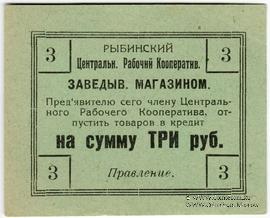 3 РЫБИНСКИЙ 3
Центральн. Рабочий Кооператив.
ЗАВЕДЫВ. МАГАЗИНОМ.
Пред'явителю сего члену Централь-
ного Рабочего Кооператива, от-
пустить товаров в кредит
на сумму ТРИ руб.
3 Правление. 3